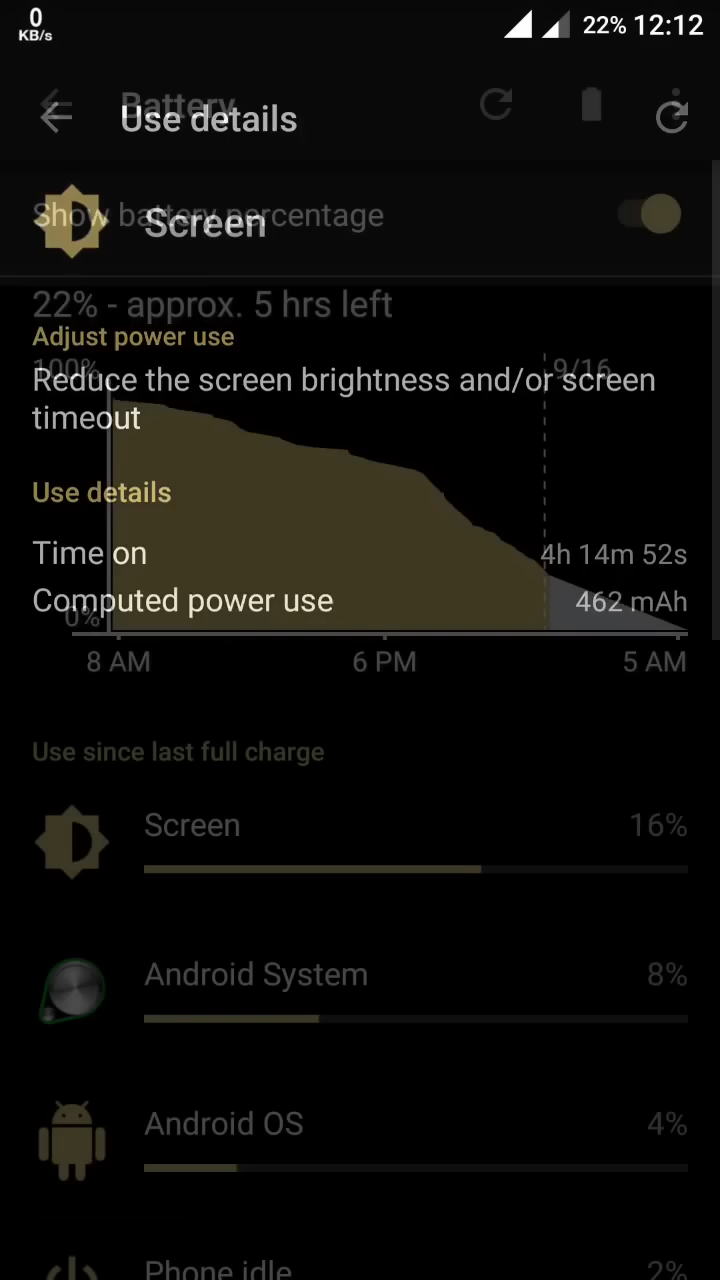 0
KB/s
22% 12:12
Battery
Use details
Show battery percentage
Screen
22% - approx. 5 hrs left
Adjust power use
100%
9/16
Reduce the screen brightness and/or screen
timeout
Use details
Time on 4h 14m 52s
Computed power use 462 mAh
0%
8 AM 6 PM 5 AM
Use since last full charge
Screen 16%
Android System 8%
Android OS 4%
Phone idle 2%